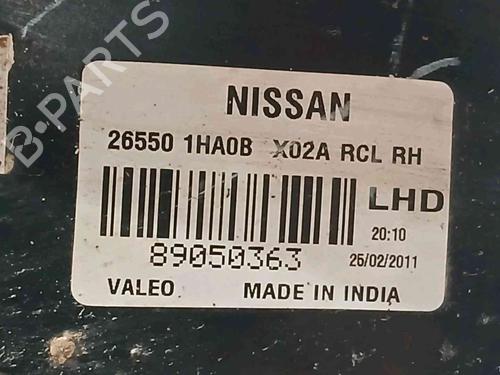 B-PARTS
NISSAN
26550 1HA0B X02A RCL RH
LHD
20:10
89050363
25/02/2011
VALEO MADE IN INDIA